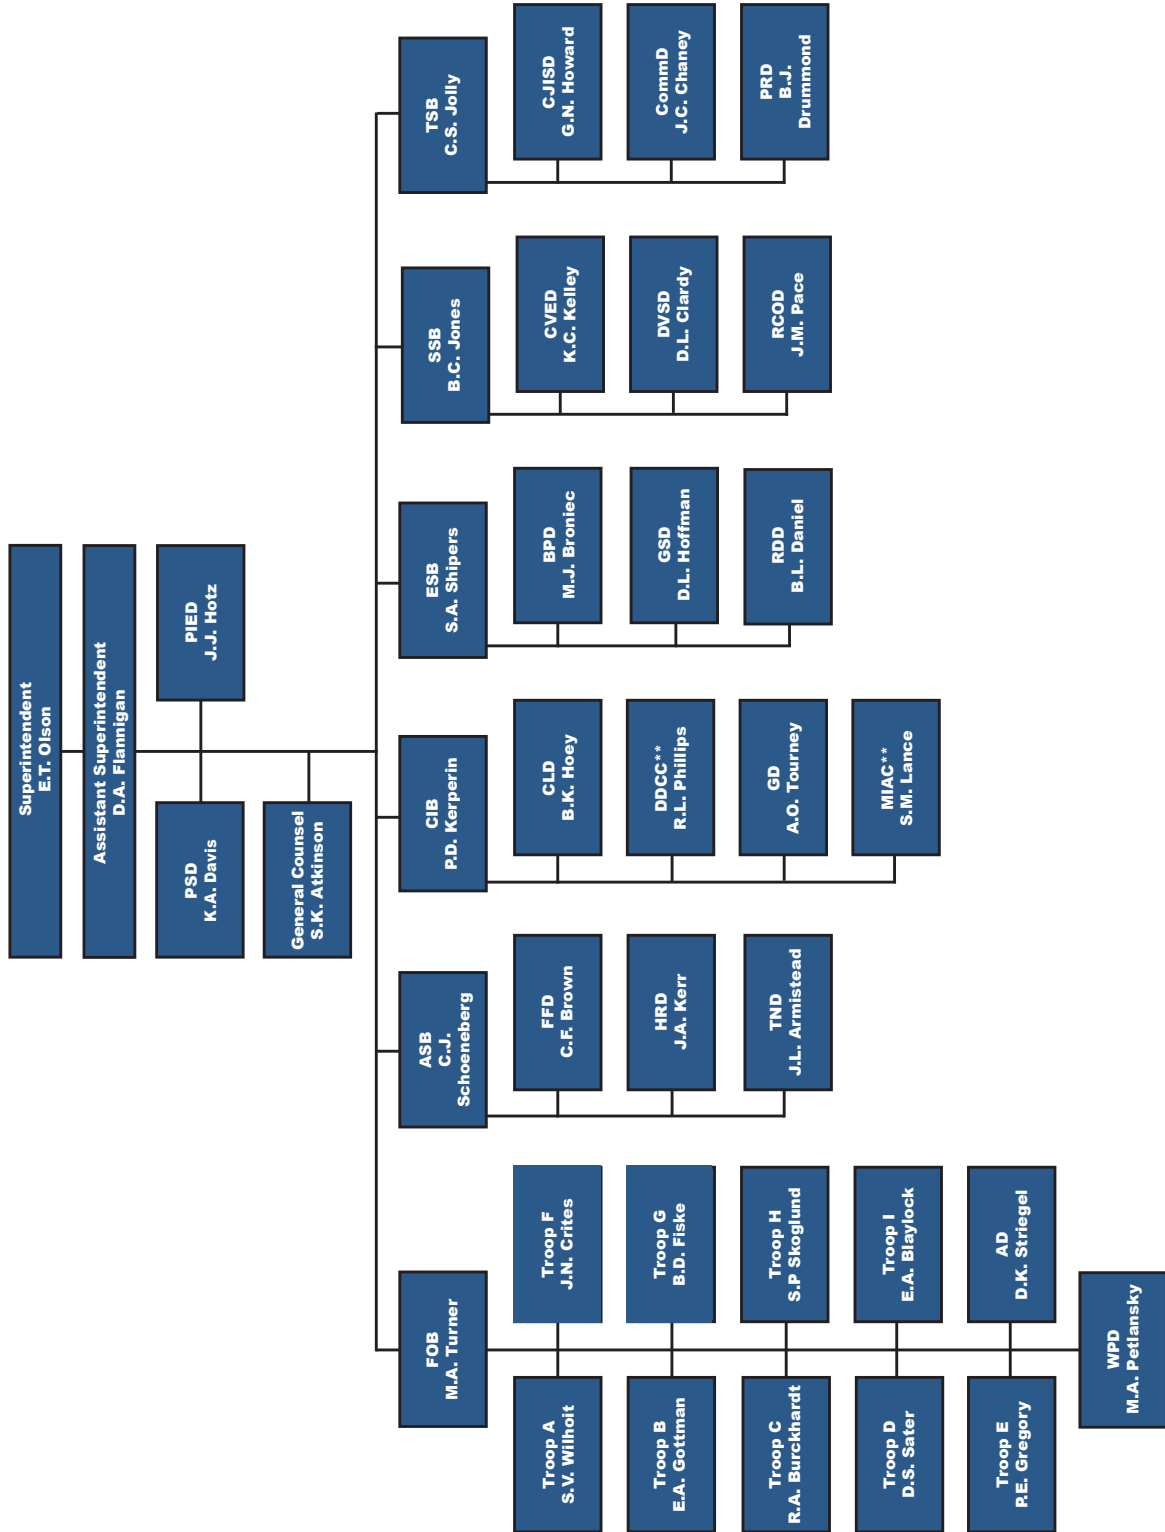 Superintendent
E.T. Olson
Assistant Superintendent
D.A. Flannigan
PSD
K.A. Davis
PIED
J.J. Hotz
General Counsel
S.K. Atkinson
FOB
M.A. Turner
Troop A
S.V. Wilhoit
Troop F
J.N. Crites
Troop B
E.A. Gottman
Troop G
B.D. Fiske
Troop C
R.A. Burckhardt
Troop H
S.P Skoglund
Troop D
D.S. Sater
Troop I
E.A. Blaylock
Troop E
P.E. Gregory
AD
D.K. Striegel
WPD
M.A. Petlansky
ASB
C.J.
Schoeneberg
FFD
C.F. Brown
HRD
J.A. Kerr
TND
J.L. Armistead
CIB
P.D. Kerperin
CLD
B.K. Hoey
DDCC**
R.L. Phillips
GD
A.O. Tourney
MIAC**
S.M. Lance
ESB
S.A. Shipers
BPD
M.J. Broniec
GSD
D.L. Hoffman
RDD
B.L. Daniel
SSB
B.C. Jones
CVED
K.C. Kelley
DVSD
D.L. Clardy
RCOD
J.M. Pace
TSB
C.S. Jolly
CJISD
G.N. Howard
CommD
J.C. Chaney
PRD
B.J.
Drummond